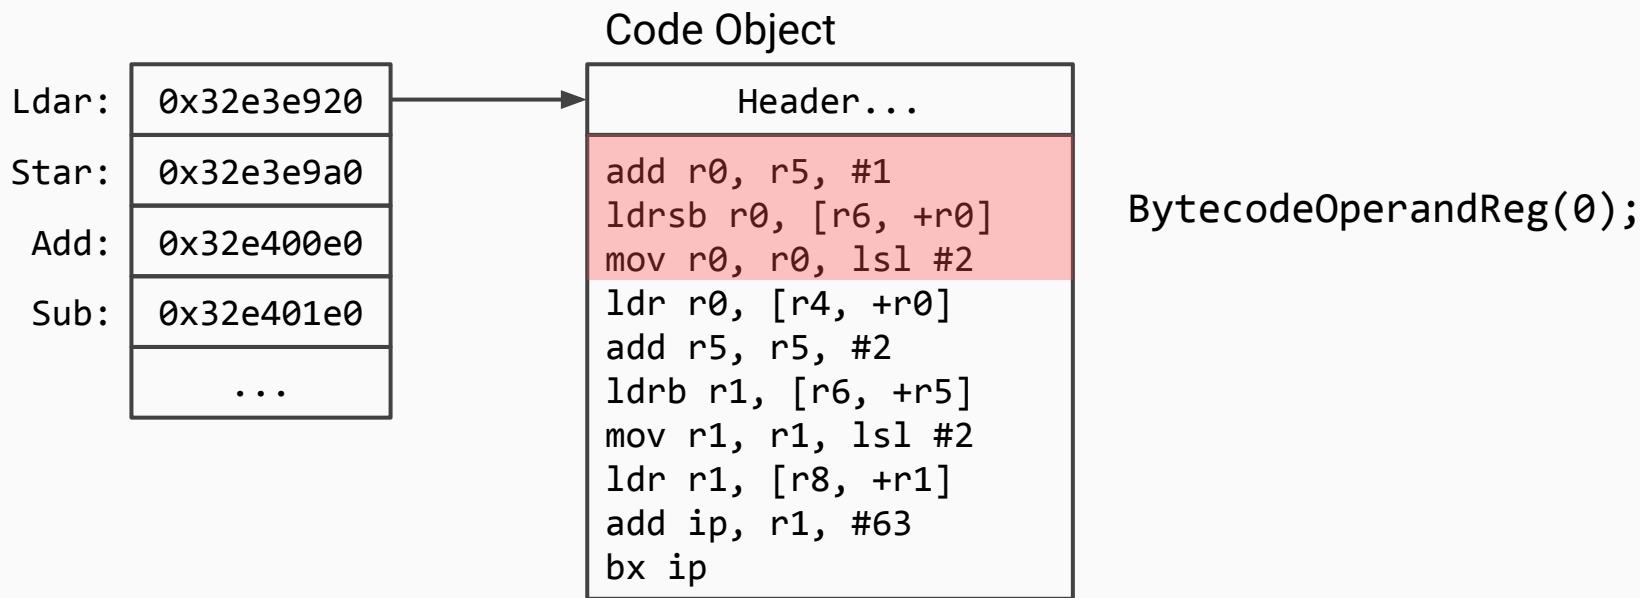 Code Object
Ldar: 0x32e3e920
Star: 0x32e3e9a0
Add: 0x32e400e0
Sub: 0x32e401e0
...
Header...
add r0, r5, #1
ldrsb r0, [r6, +r0]
mov r0, r0, lsl #2
ldr r0, [r4, +r0]
add r5, r5, #2
ldrb r1, [r6, +r5]
mov r1, r1, lsl #2
ldr r1, [r8, +r1]
add ip, r1, #63
bx ip
BytecodeOperandReg(0);